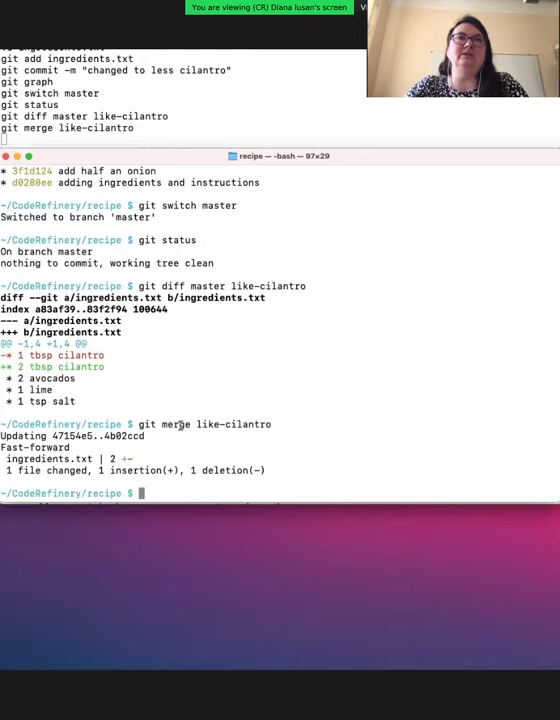 You are viewing (CR) Diana Iusan's screen
git add ingredients.txt
git commit -m "changed to less cilantro"
git graph
git switch master
git status
git diff master like-cilantro
git merge like-cilantro
recipe — -bash — 97×29
* 3f1d124 add half an onion
* d0280ee adding ingredients and instructions
~/CodeRefinery/recipe $ git switch master
Switched to branch 'master'
~/CodeRefinery/recipe $ git status
On branch master
nothing to commit, working tree clean
~/CodeRefinery/recipe $ git diff master like-cilantro
diff --git a/ingredients.txt b/ingredients.txt
index a83af39..83f2f94 100644
--- a/ingredients.txt
+++ b/ingredients.txt
@@ -1,4 +1,4 @@
-* 1 tbsp cilantro
+* 2 tbsp cilantro
 * 2 avocados
 * 1 lime
 * 1 tsp salt
~/CodeRefinery/recipe $ git merge like-cilantro
Updating 47154e5..4b02ccd
Fast-forward
 ingredients.txt | 2 +-
 1 file changed, 1 insertion(+), 1 deletion(-)
~/CodeRefinery/recipe $